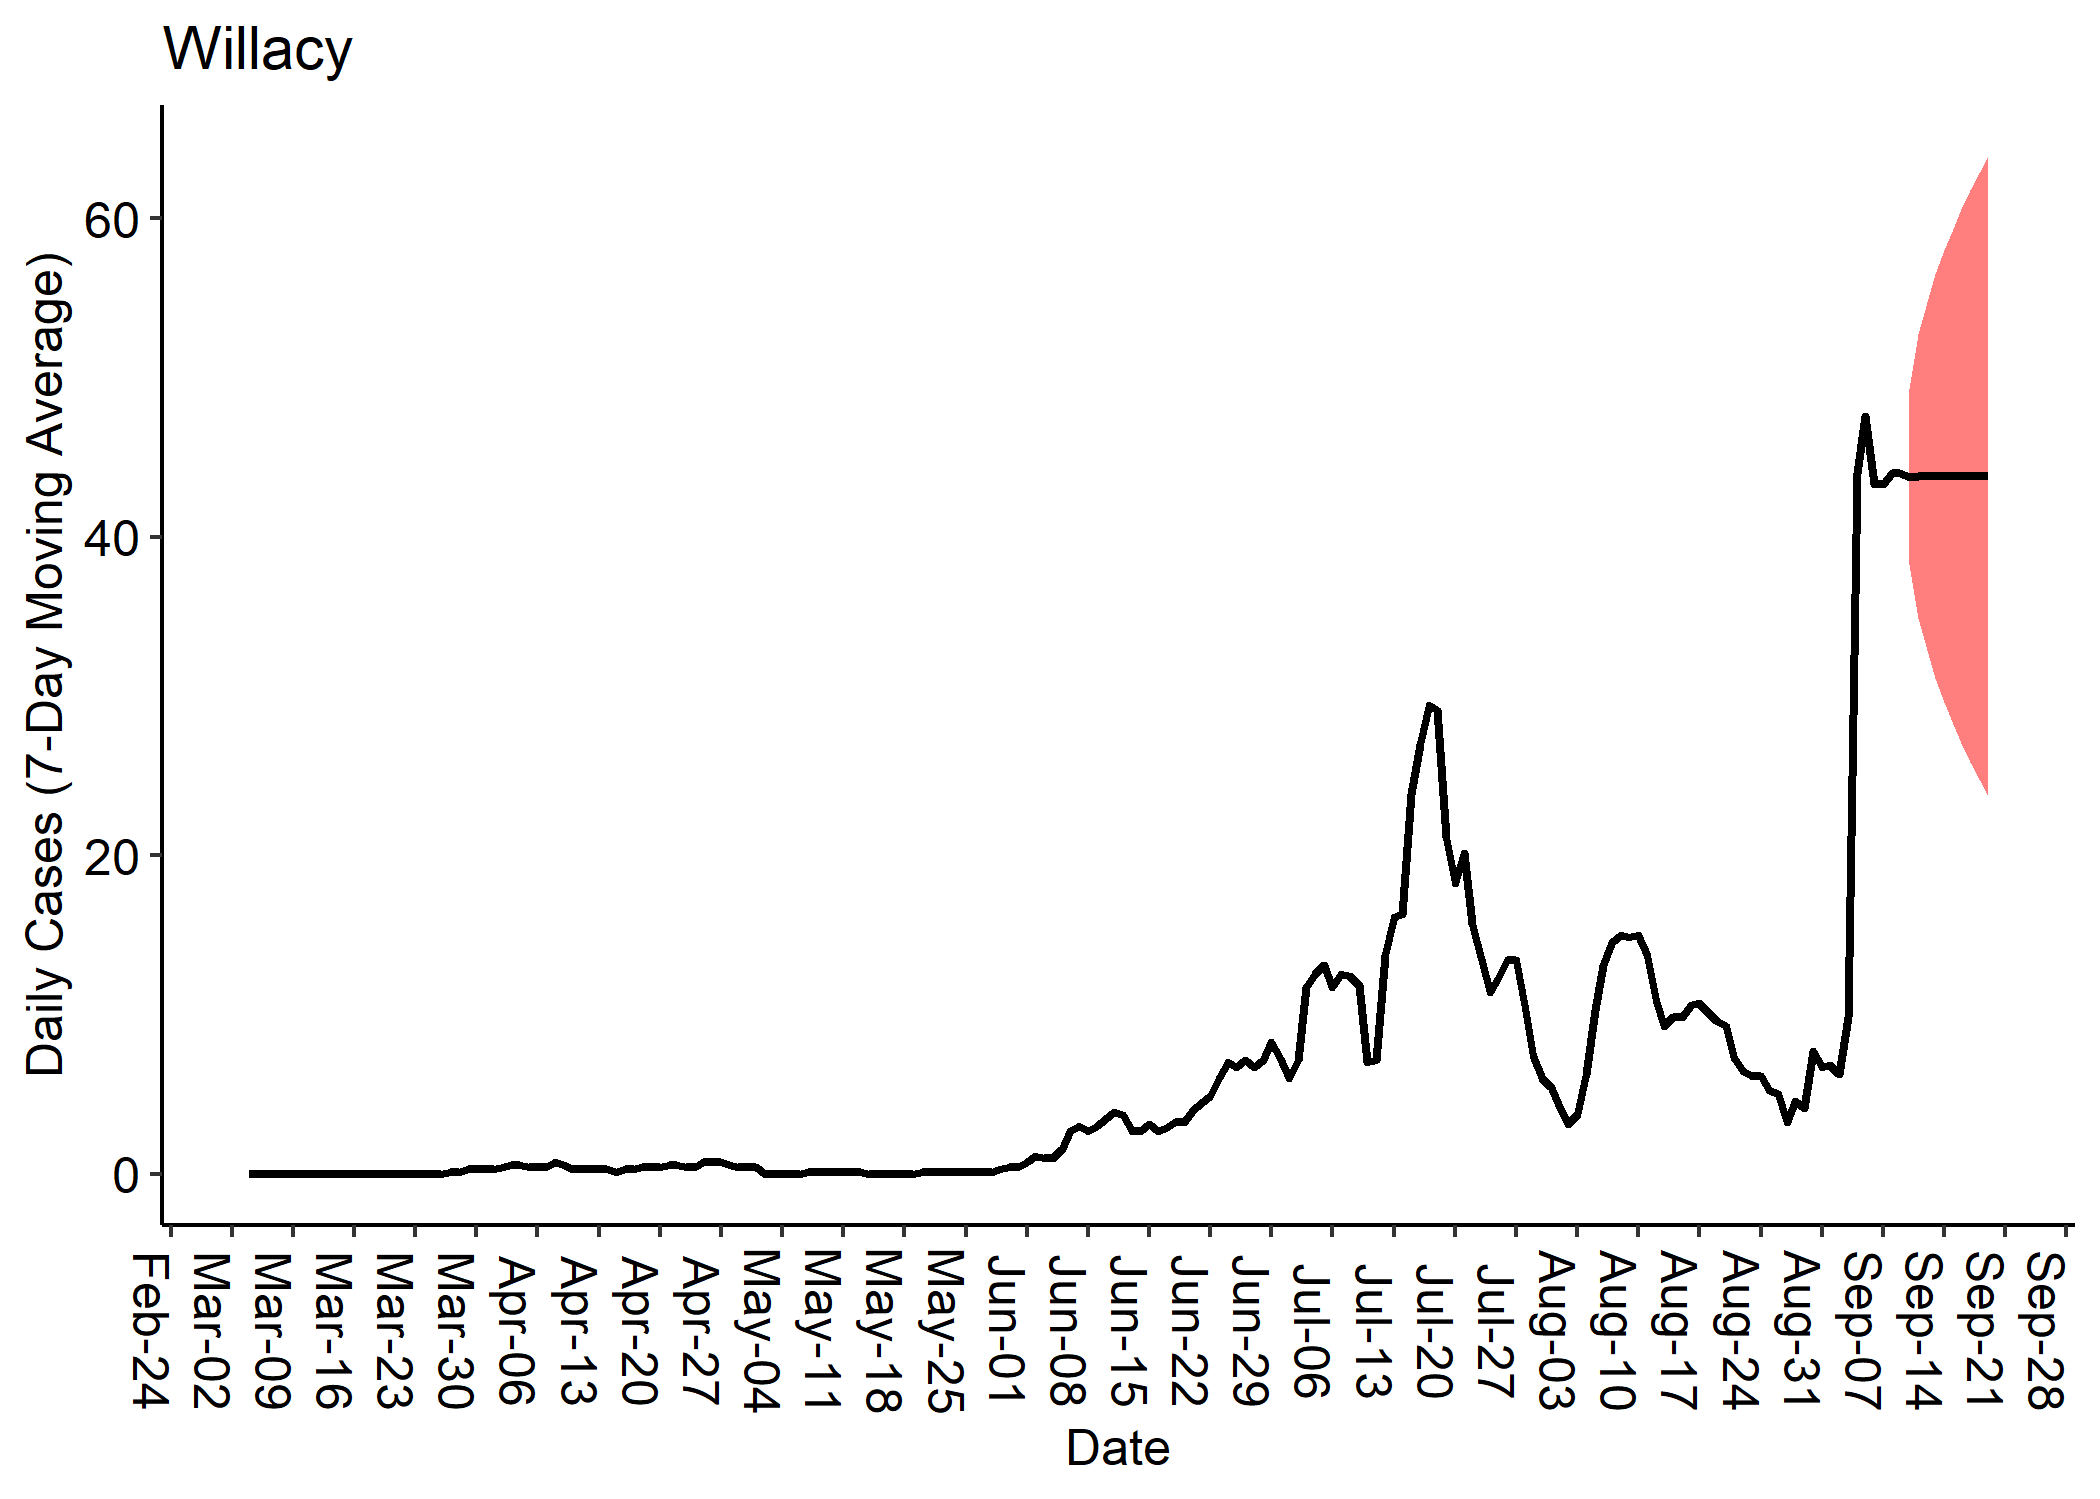 Willacy
Daily Cases (7-Day Moving Average)
60
40
20
0
Feb-24
Mar-02
Mar-09
Mar-16
Mar-23
Mar-30
Apr-06
Apr-13
Apr-20
Apr-27
May-04
May-11
May-18
May-25
Jun-01
Jun-08
Jun-15
Jun-22
Jun-29
Jul-06
Jul-13
Jul-20
Jul-27
Aug-03
Aug-10
Aug-17
Aug-24
Aug-31
Sep-07
Sep-14
Sep-21
Sep-28
Date